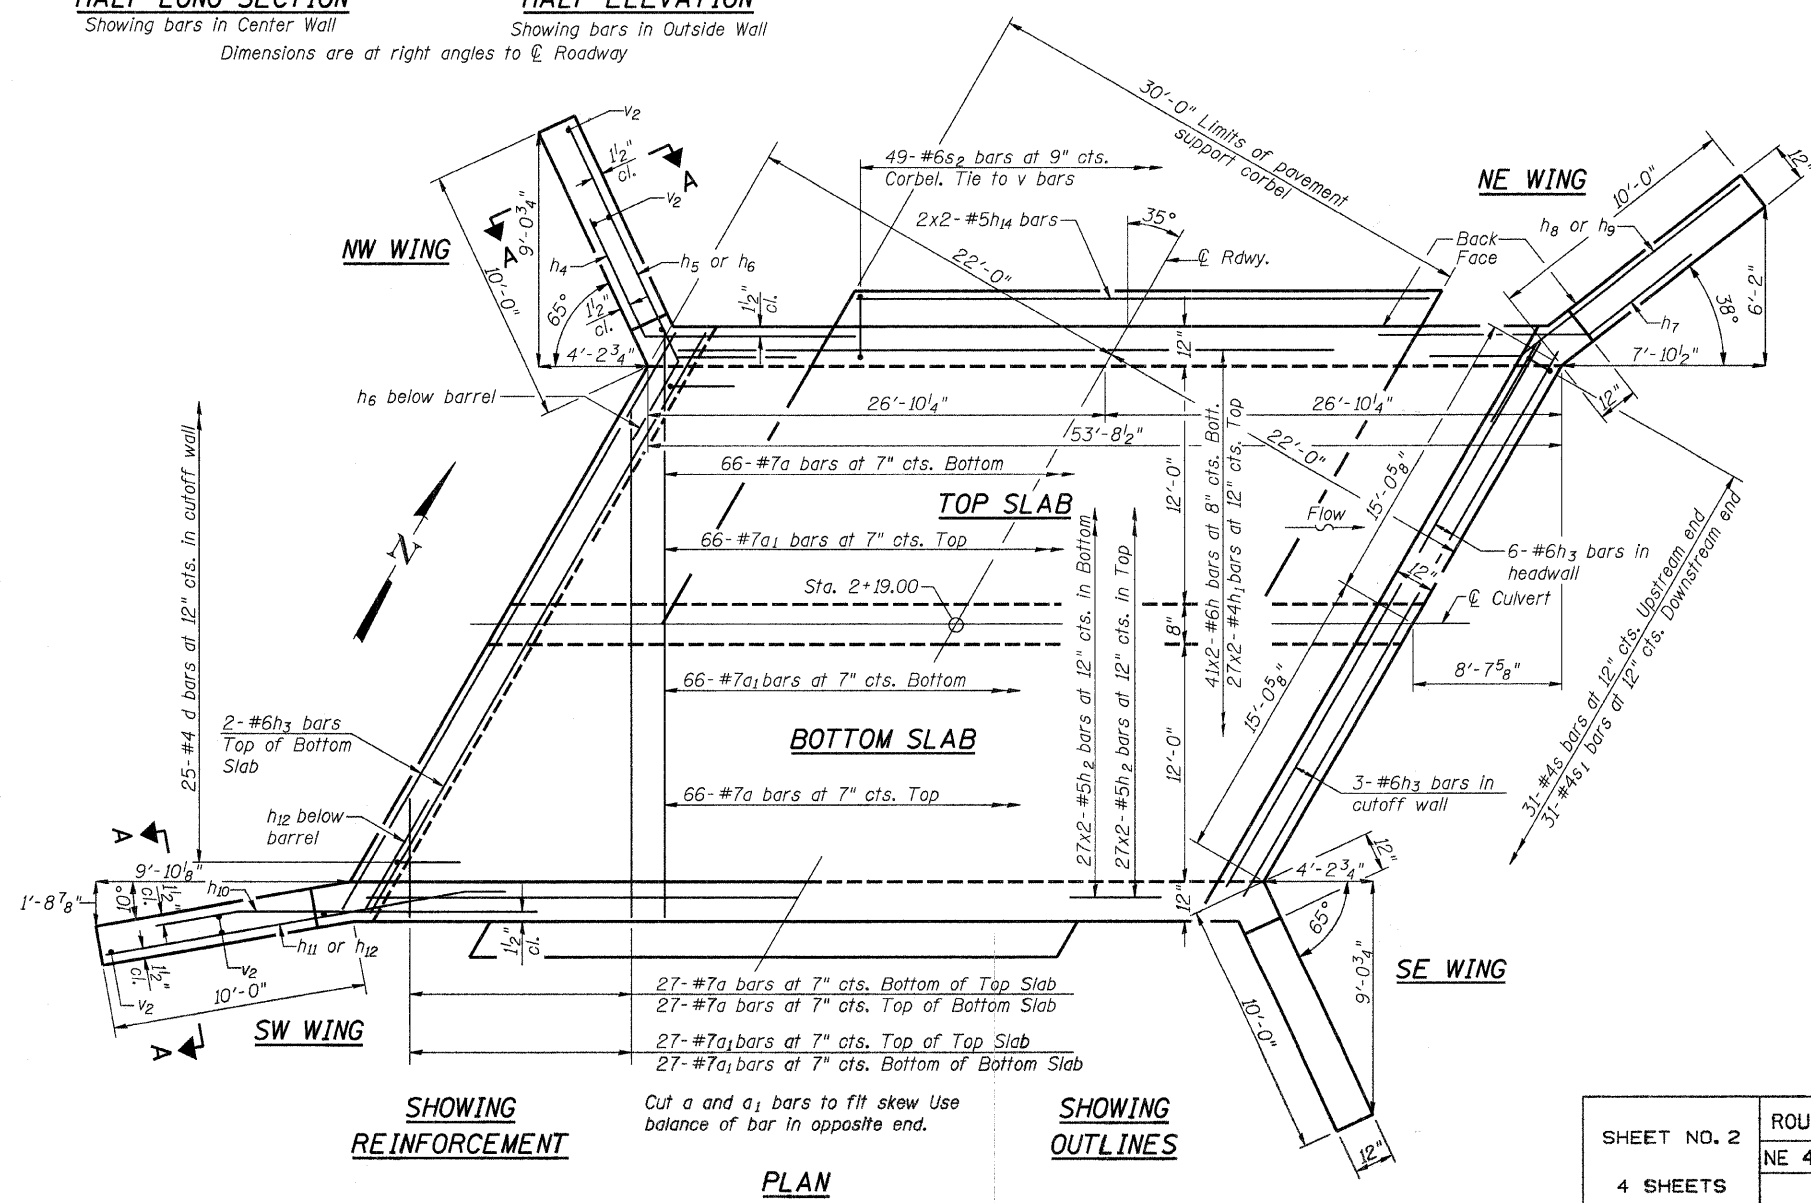 HALF LONG SECTION
Showing bars in Center Wall
HALF ELEVATION
Showing bars in Outside Wall
Dimensions are at right angles to ℄ Roadway
v2
1½"
cl.
A
v2
A
NW WING
9'-0¾"
10'-0"
h4
h5 or h6
65°
1½"
cl.
4'-2¾"
h6 below barrel
49-#6s2 bars at 9" cts.
Corbel. Tie to v bars
2x2-#5h14 bars
30'-0" Limits of pavement
support corbel
35°
℄ Rdwy.
22'-0"
1½"
cl.
12"
NE WING
10'-0"
12"
h8 or h9
Back
Face
h7
38°
6'-2"
7'-10½"
12"
26'-10¼"
26'-10¼"
53'-8½"
22'-0"
66-#7a bars at 7" cts. Bottom
TOP SLAB
66-#7a1 bars at 7" cts. Top
Sta. 2+19.00
12'-0"
8"
12'-0"
12"
Flow
15'-0⅝"
15'-0⅝"
12"
6-#6h3 bars in
headwall
℄ Culvert
8'-7⅝"
31-#4s bars at 12" cts. Upstream end
31-#4s1 bars at 12" cts. Downstream end
25-#4 d bars at 12" cts. in cutoff wall
N
66-#7a1 bars at 7" cts. Bottom
BOTTOM SLAB
66-#7a bars at 7" cts. Top
27x2-#5h2 bars at 12" cts. in Bottom
27x2-#5h2 bars at 12" cts. in Top
41x2-#6h bars at 8" cts. Bott.
27x2-#4h1 bars at 12" cts. Top
2-#6h3 bars
Top of Bottom
Slab
h12 below
barrel
3-#6h3 bars in
cutoff wall
A
9'-10⅛"
1'-8⅞"
10°
1½"
cl.
h10
h11 or h12
v2
v2
1½"
cl.
10'-0"
A
SW WING
1½"
cl.
12"
4'-2¾"
65°
9'-0¾"
SE WING
10'-0"
12"
27-#7a bars at 7" cts. Bottom of Top Slab
27-#7a bars at 7" cts. Top of Bottom Slab
27-#7a1 bars at 7" cts. Top of Top Slab
27-#7a1 bars at 7" cts. Bottom of Bottom Slab
SHOWING
REINFORCEMENT
Cut a and a1 bars to fit skew Use
balance of bar in opposite end.
SHOWING
OUTLINES
PLAN
SHEET NO. 2
4 SHEETS
ROU
NE 4